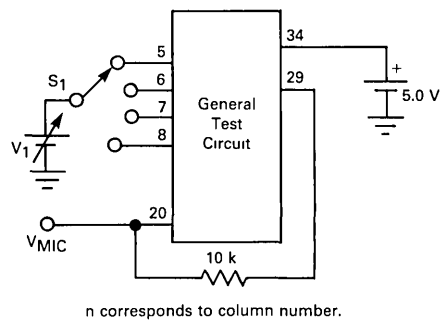 34
5
S1
6
29
+
5.0 V
General
Test
Circuit
7
V1
8
20
VMIC
10 k
n corresponds to column number.